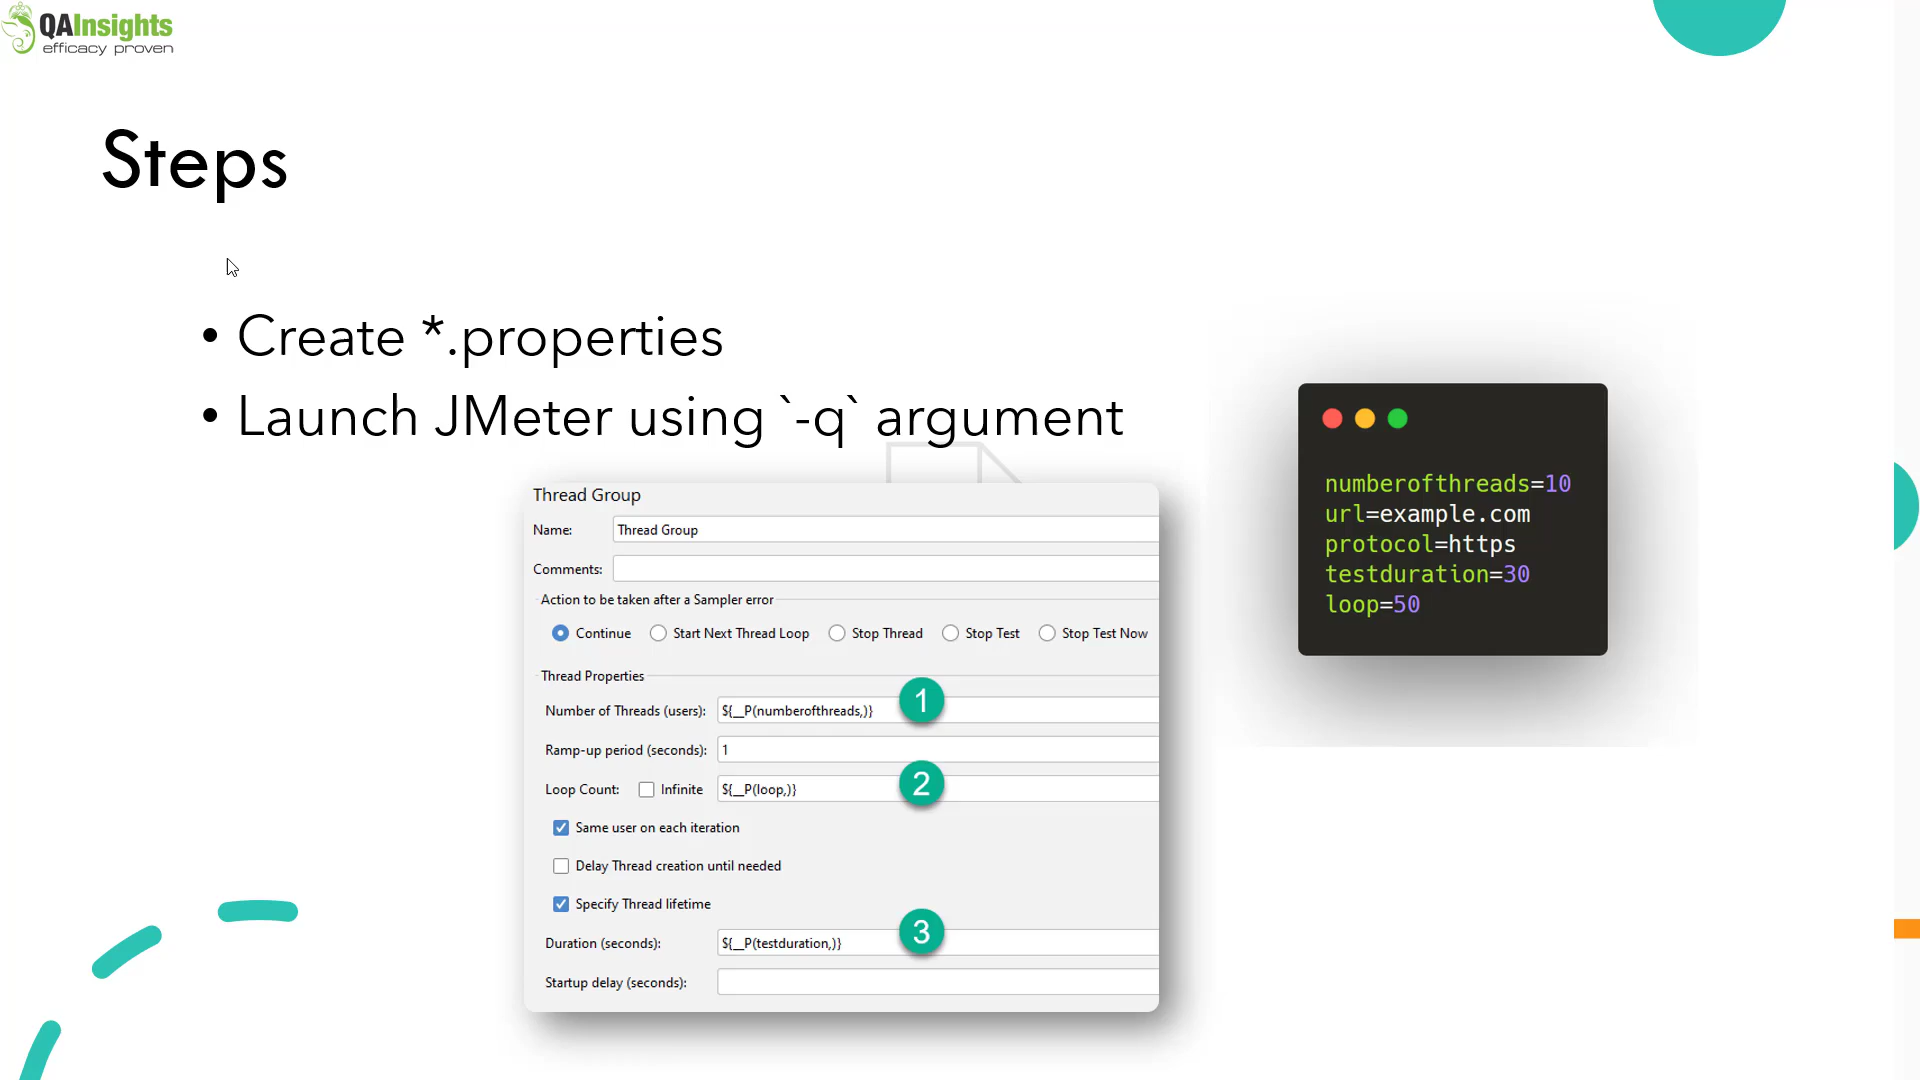 QAInsights
efficacy proven
Steps
• Create *.properties
• Launch JMeter using `-q` argument
Thread Group
Name: Thread Group
Comments:
Action to be taken after a Sampler error
Continue Start Next Thread Loop Stop Thread Stop Test Stop Test Now
Thread Properties
Number of Threads (users): ${__P(numberofthreads,)} 1
Ramp-up period (seconds): 1
Loop Count: Infinite ${__P(loop,)} 2
Same user on each iteration
Delay Thread creation until needed
Specify Thread lifetime
Duration (seconds): ${__P(testduration,)} 3
Startup delay (seconds):
numberofthreads=10
url=example.com
protocol=https
testduration=30
loop=50